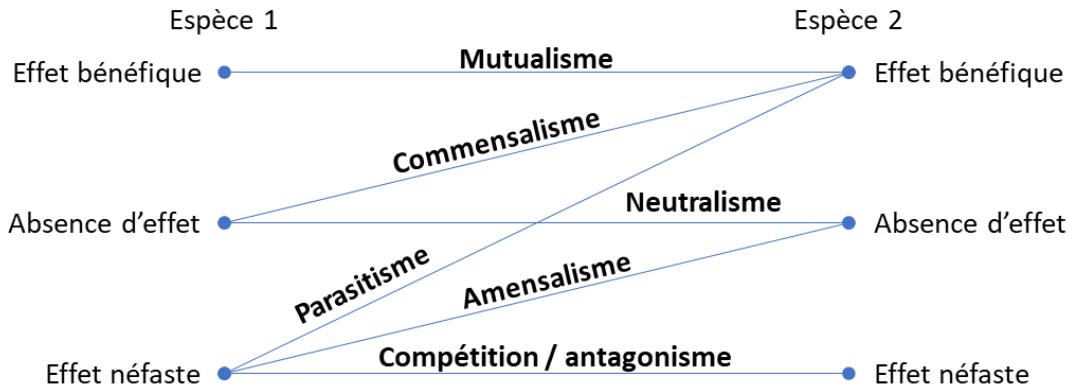 Espèce 1
Espèce 2
Effet bénéfique
Mutualisme
Effet bénéfique
Commensalisme
Absence d’effet
Neutralisme
Absence d’effet
Parasitisme
Amensalisme
Effet néfaste
Compétition / antagonisme
Effet néfaste